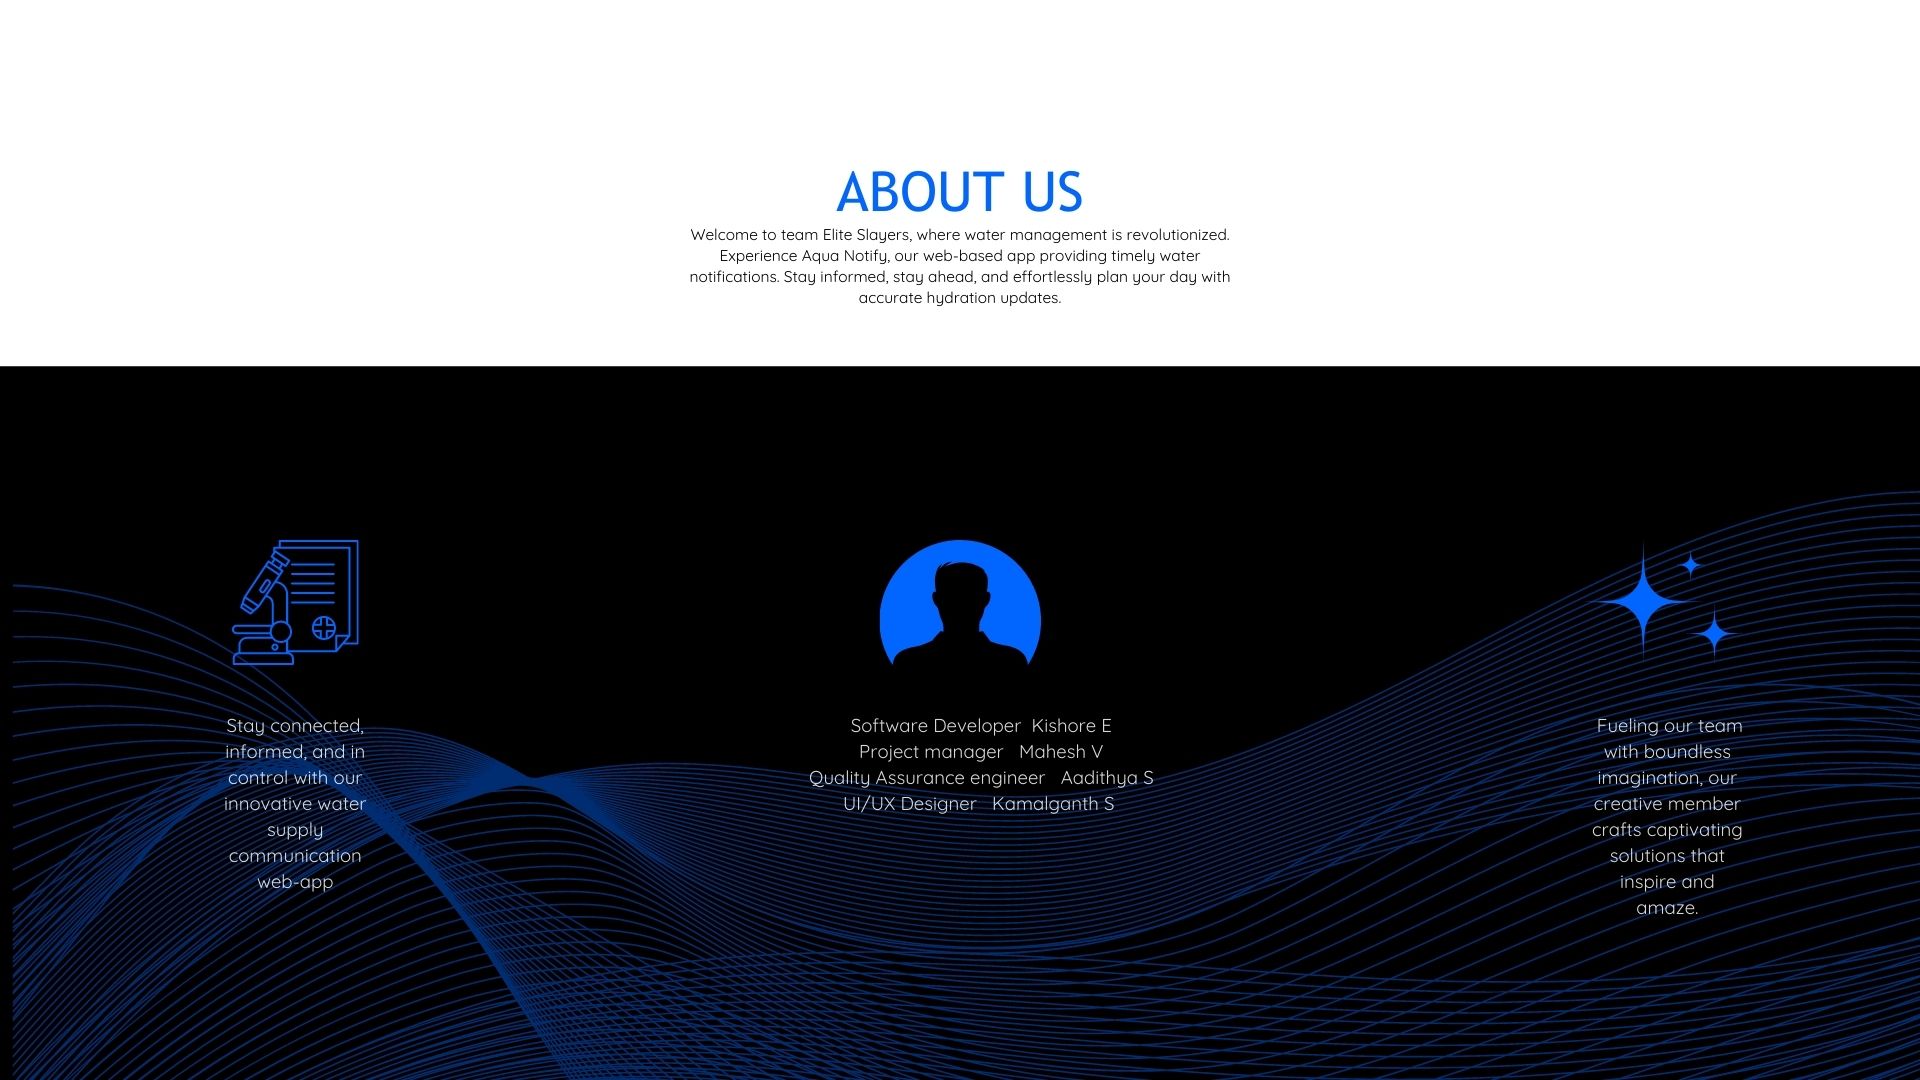 ABOUT US
Welcome to team Elite Slayers, where water management is revolutionized.
Experience Aqua Notify, our web-based app providing timely water
notifications. Stay informed, stay ahead, and effortlessly plan your day with
accurate hydration updates.
Stay connected,
informed, and in
control with our
innovative water
supply
communication
web-app
Software Developer  Kishore E
Project manager   Mahesh V
Quality Assurance engineer   Aadithya S
UI/UX Designer   Kamalganth S
Fueling our team
with boundless
imagination, our
creative member
crafts captivating
solutions that
inspire and
amaze.